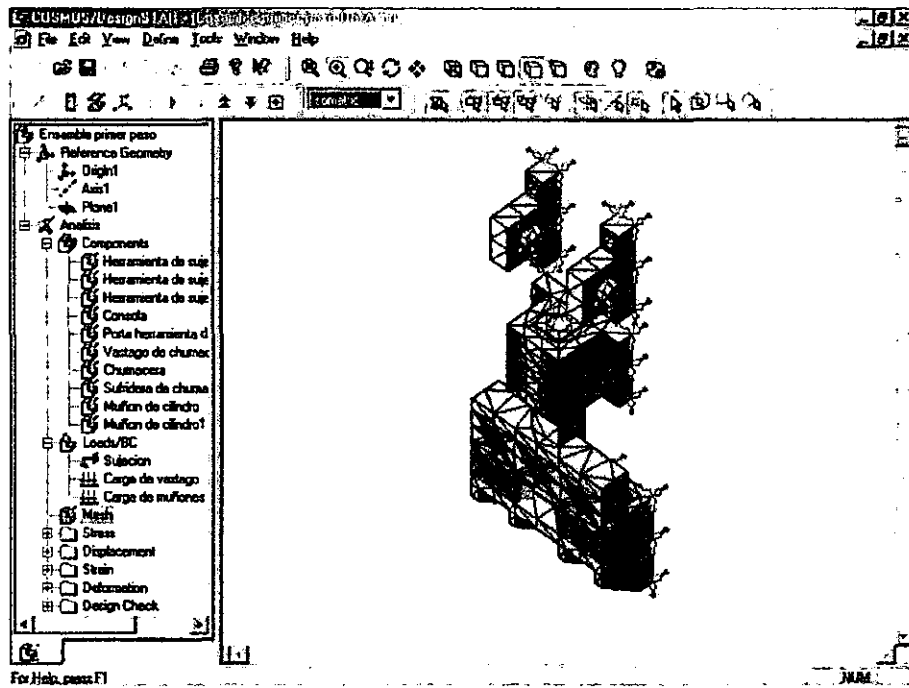 COSMOS/DesignSTAR
File Edit View Define Tools Window Help
Ensamble primer paso
Reference Geometry
Origin1
Axis1
Plane1
Analisis
Components
Herramienta de suje
Herramienta de suje
Herramienta de suje
Consola
Porta herramienta d
Vastago de chumac
Chumacera
Sufridera de chuma
Muñon de cilindro
Muñon de cilindro1
Loads/BC
Sujecion
Carga de vastago
Carga de muñones
Mesh
Stress
Displacement
Strain
Deformation
Design Check
For Help, press F1
NUM